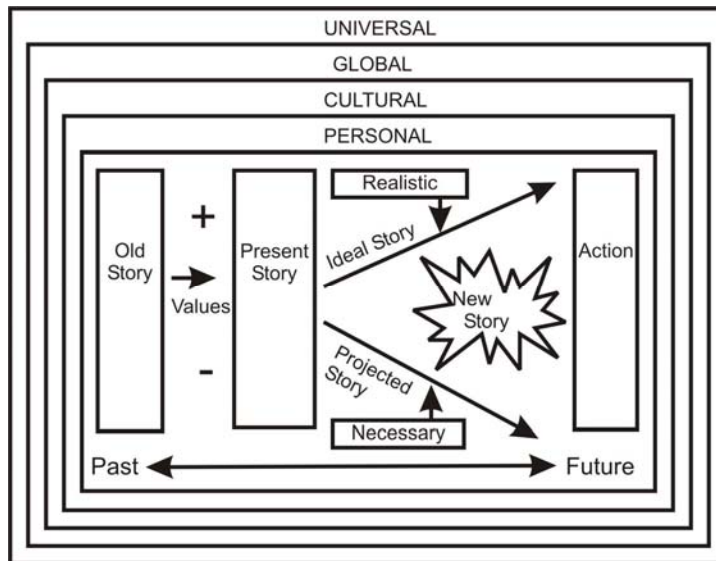 UNIVERSAL
GLOBAL
CULTURAL
PERSONAL
Old
Story
+
Values
-
Present
Story
Realistic
Ideal Story
New
Story
Projected
Story
Necessary
Action
Past
Future